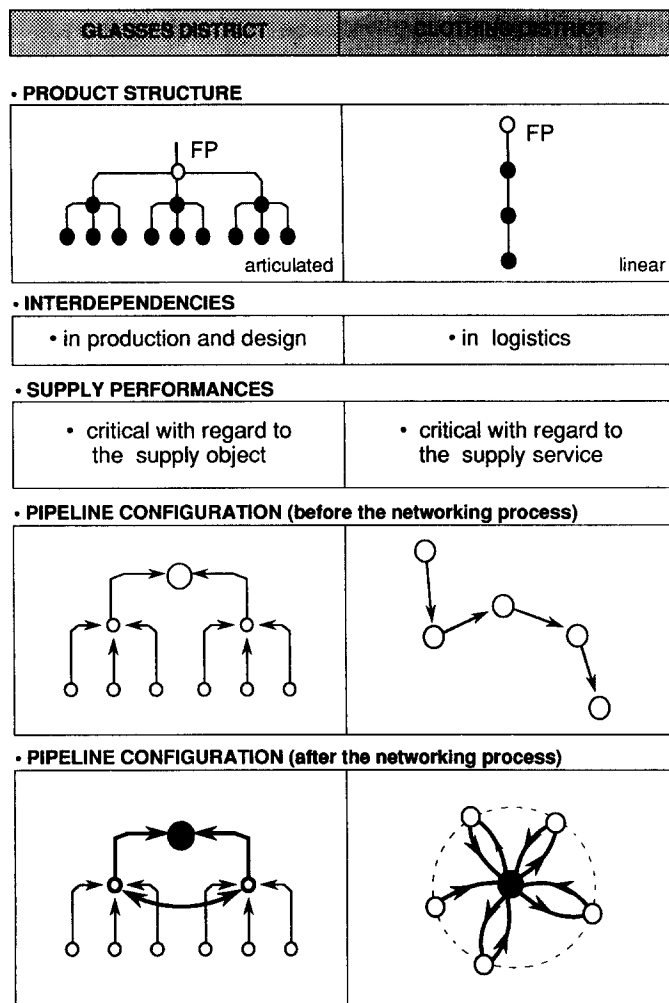 GLASSES DISTRICT
CLOTHING DISTRICT
• PRODUCT STRUCTURE
FP
articulated
FP
linear
• INTERDEPENDENCIES
• in production and design
• in logistics
• SUPPLY PERFORMANCES
• critical with regard to
the supply object
• critical with regard to
the supply service
• PIPELINE CONFIGURATION (before the networking process)
• PIPELINE CONFIGURATION (after the networking process)